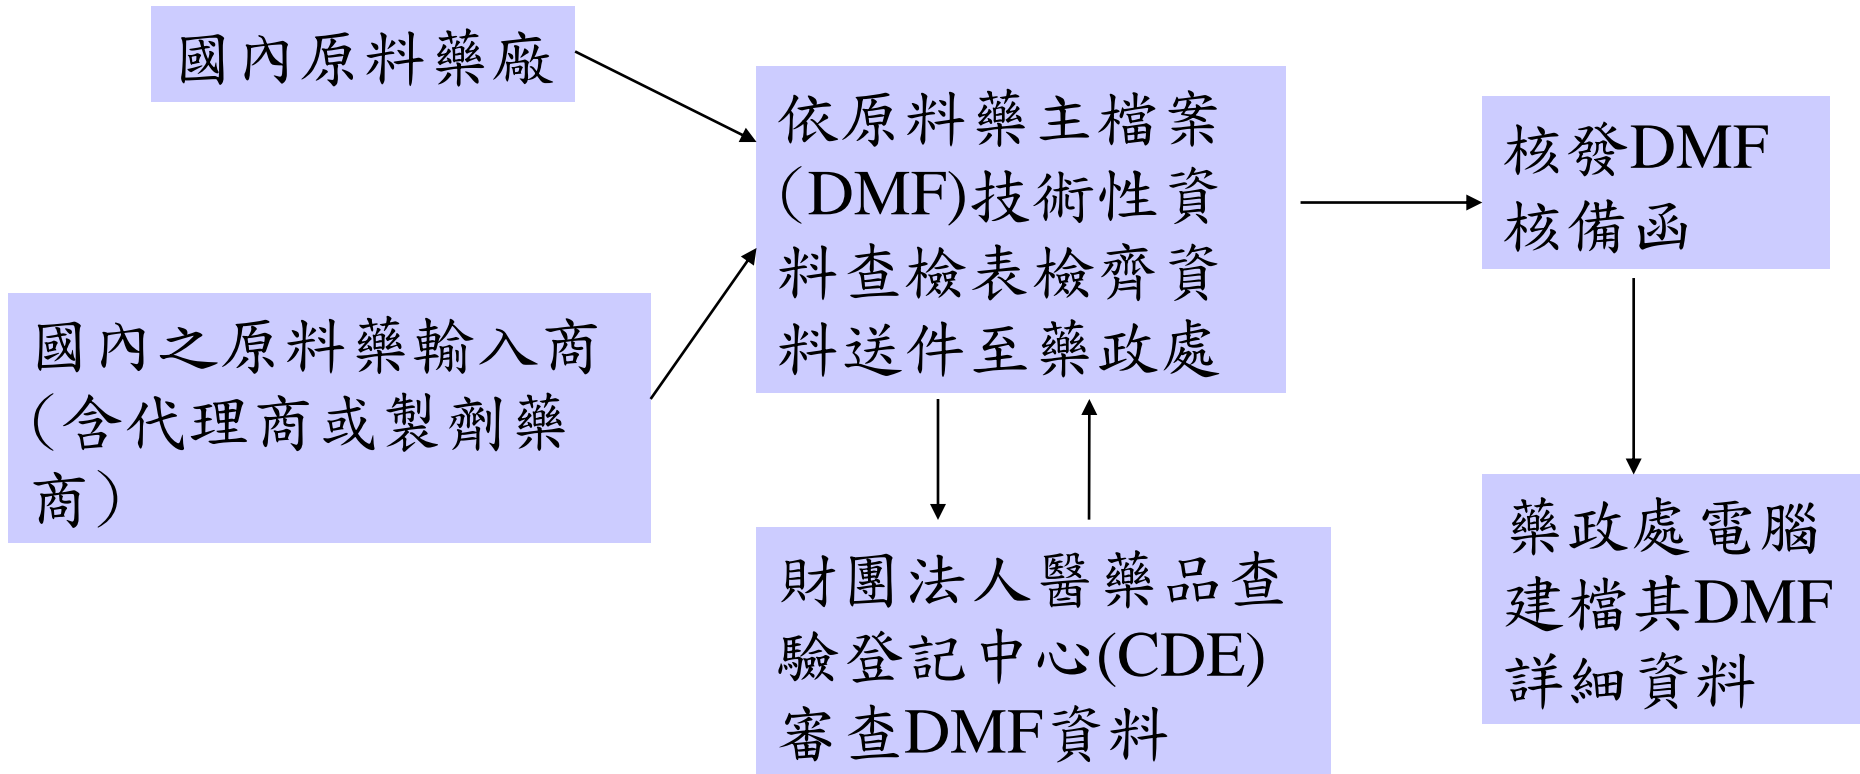 國內原料藥廠
國內之原料藥輸入商
(含代理商或製劑藥
商)
依原料藥主檔案
(DMF)技術性資
料查檢表檢齊資
料送件至藥政處
財團法人醫藥品查
驗登記中心(CDE)
審查DMF資料
核發DMF
核備函
藥政處電腦
建檔其DMF
詳細資料